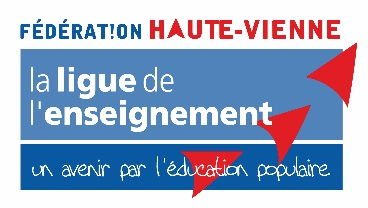 FÉDÉRAT!ON HAUTE-VIENNE
la ligue de
l'enseignement
un avenir par l'éducation populaire